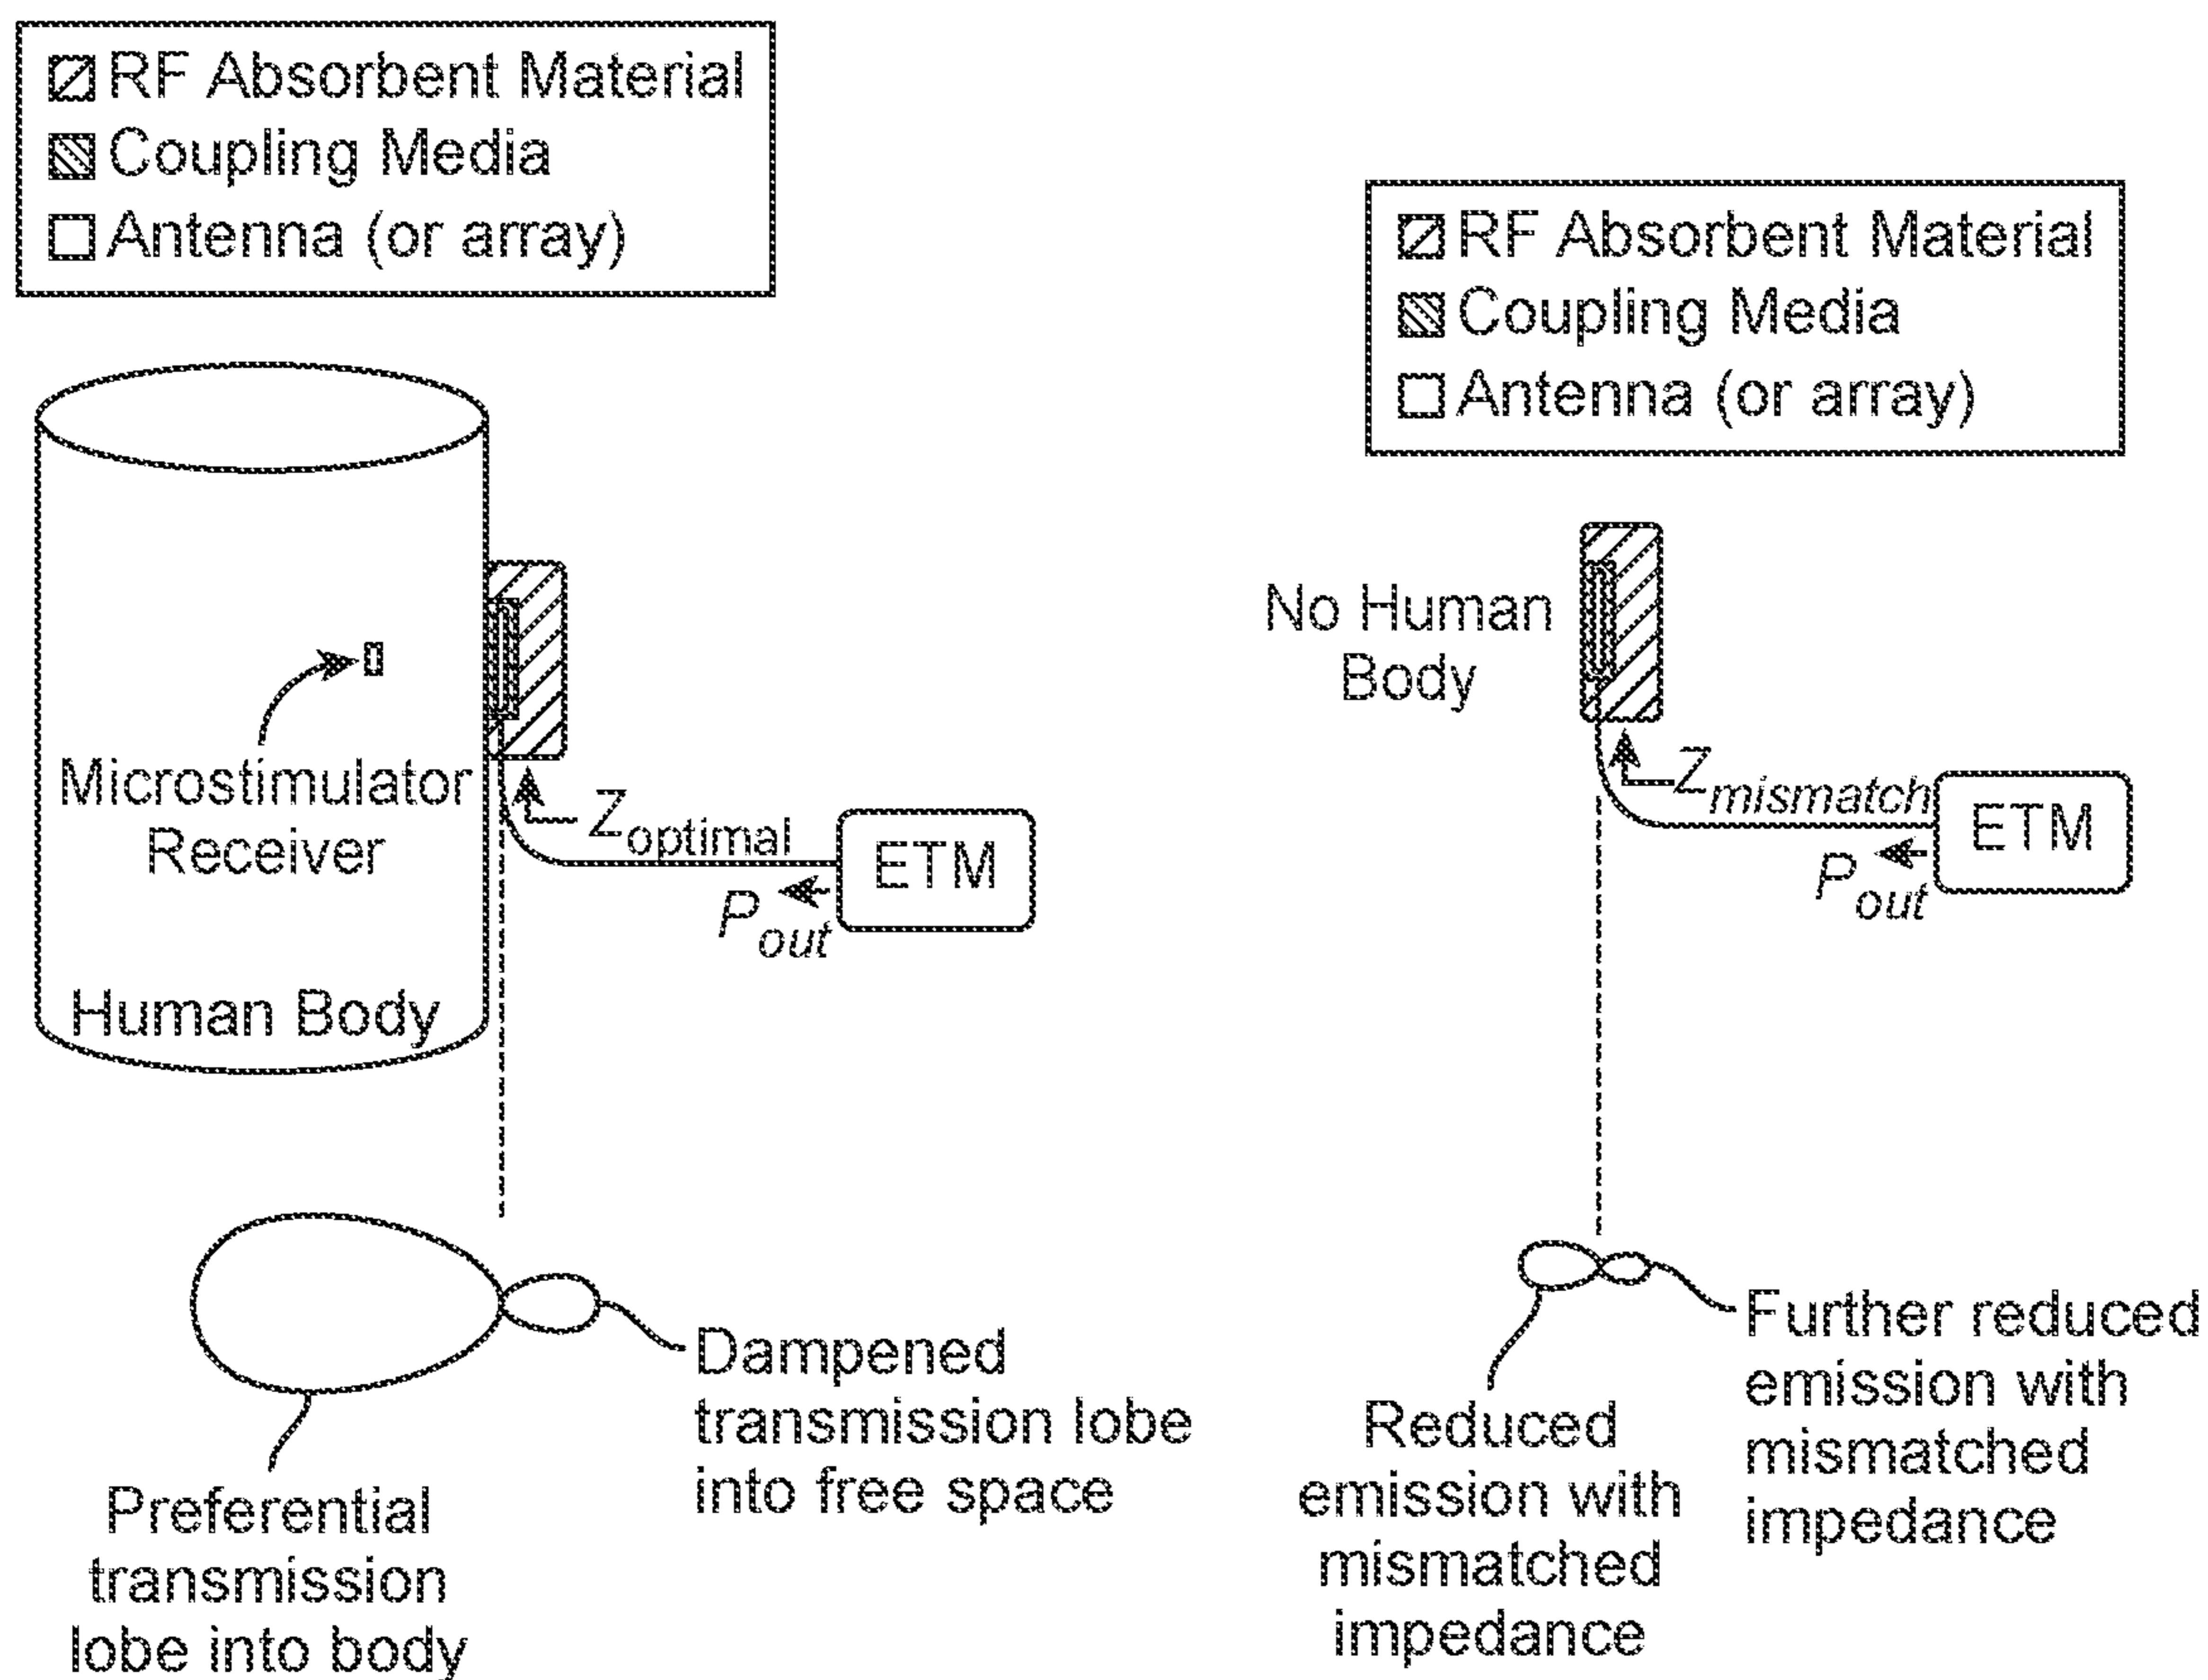 RF Absorbent Material
Coupling Media
Antenna (or array)
Microstimulator
Receiver
Human Body
Zoptimal
Pout
ETM
Preferential
transmission
lobe into body
Dampened
transmission lobe
into free space
RF Absorbent Material
Coupling Media
Antenna (or array)
No Human
Body
Zmismatch
Pout
ETM
Reduced
emission with
mismatched
impedance
Further reduced
emission with
mismatched
impedance